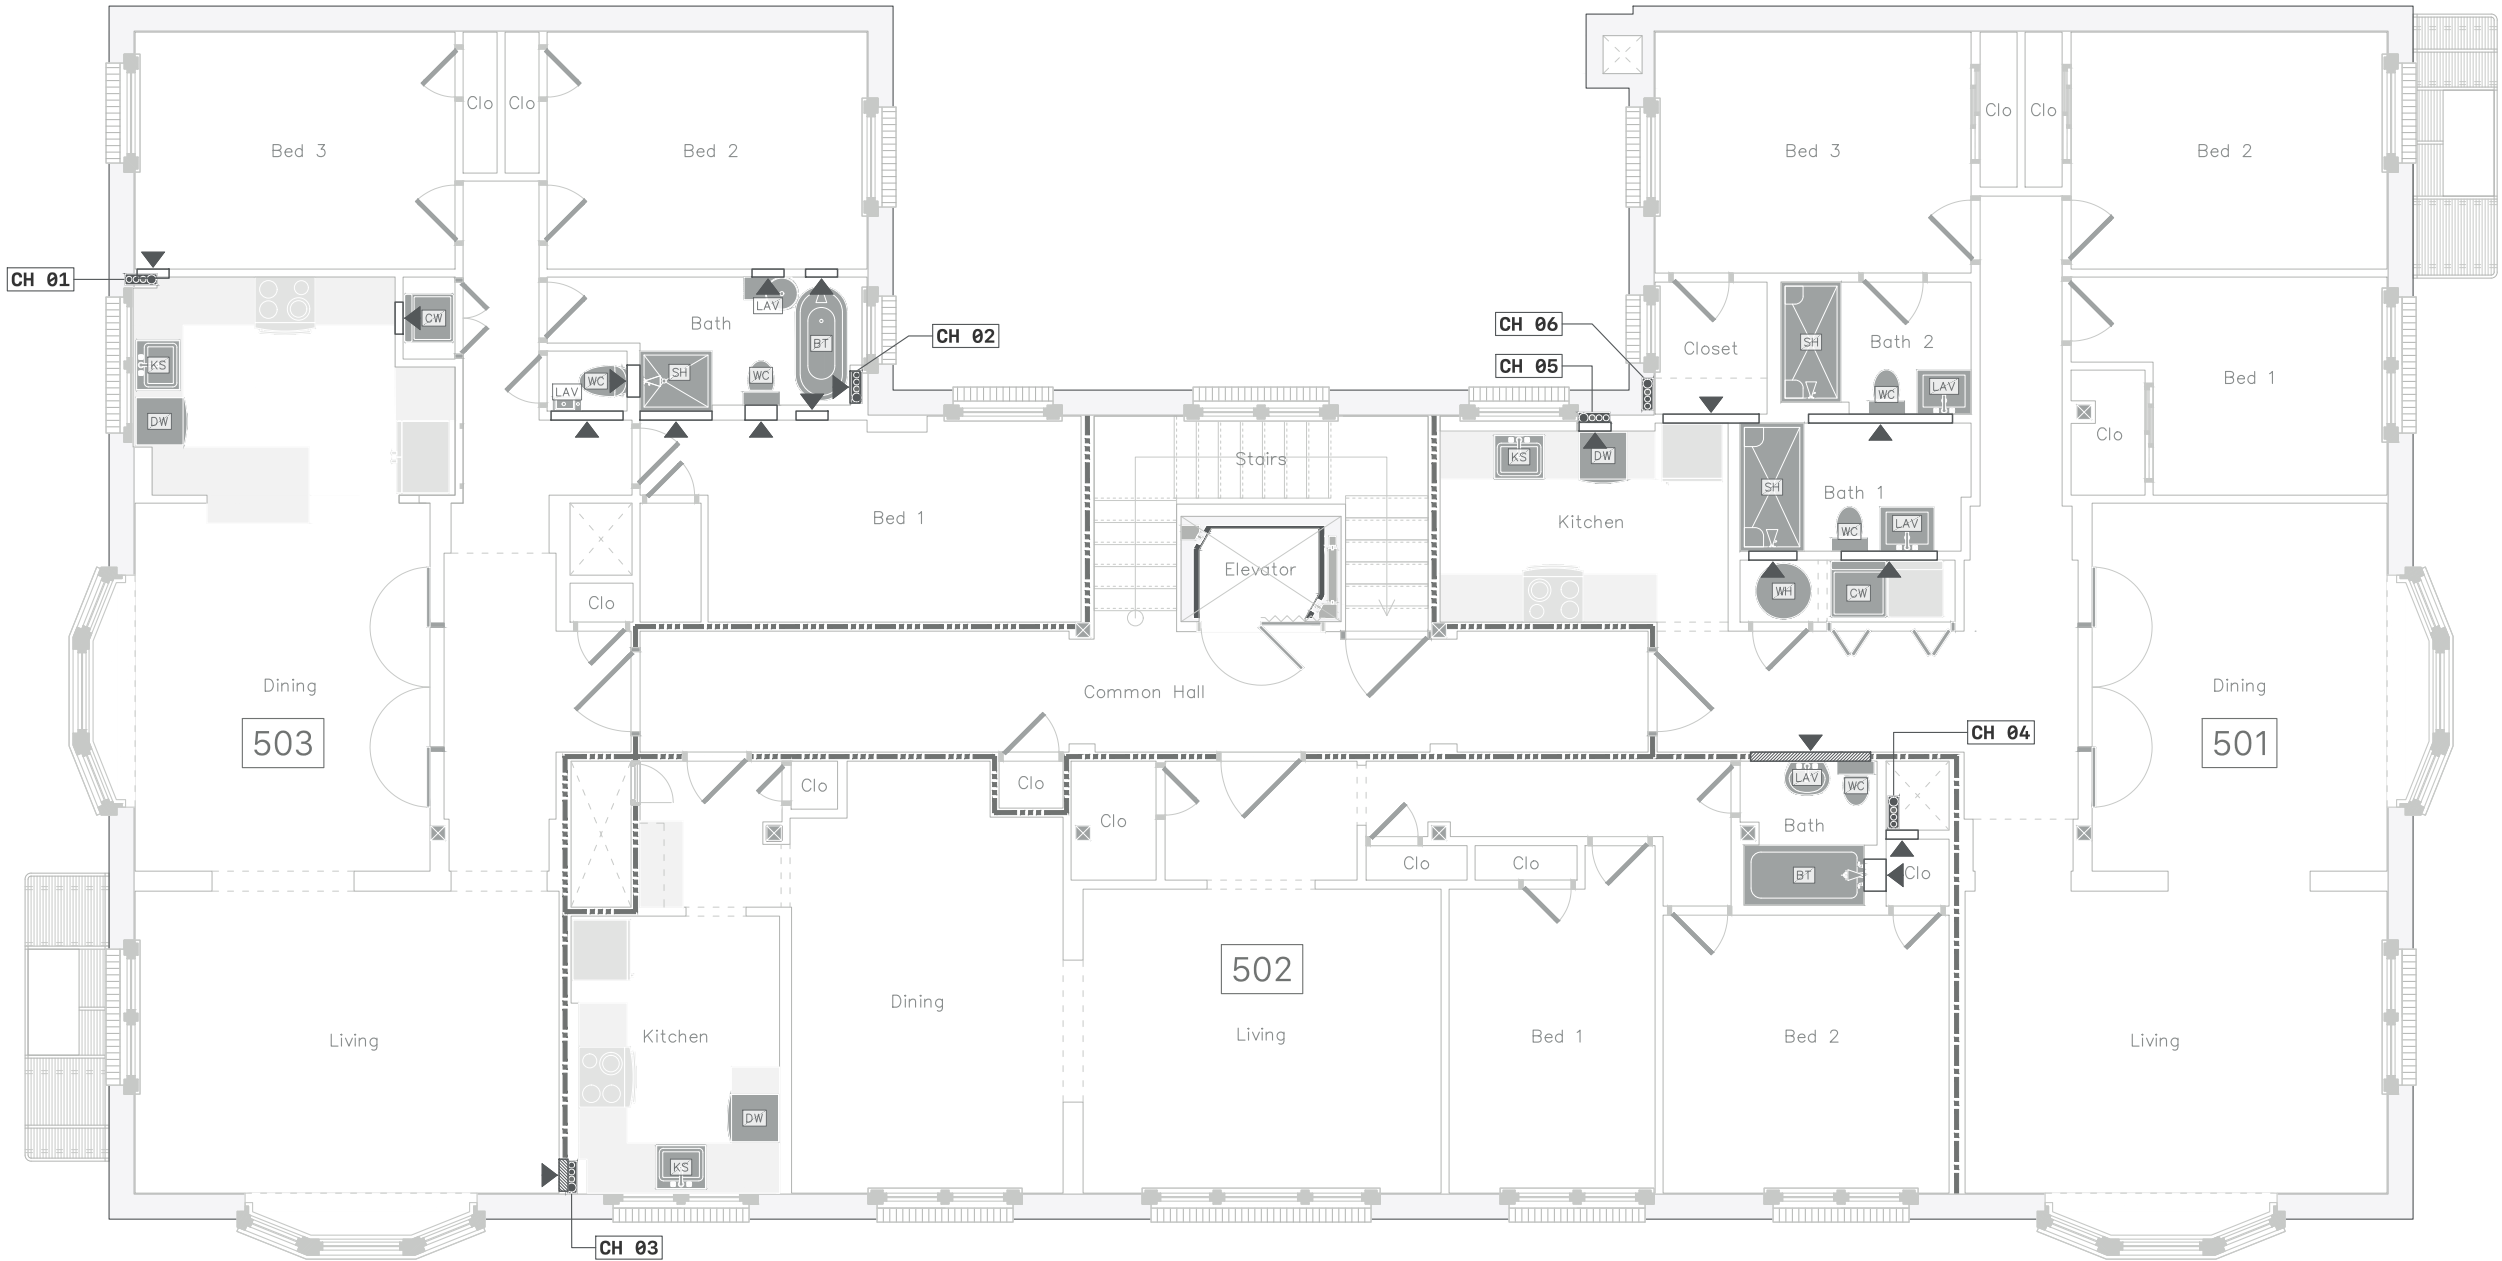 Clo
Clo
Clo
Clo
Bed 3
Bed 2
Bed 3
Bed 2
CH 01
LAV
CW
Bath
CH 02
CH 06
BT
SH
Bath 2
Closet
KS
CH 05
SH
WC
WC
LAV
WC
LAV
Bed 1
DW
Clo
Stairs
KS
DW
SH
Bath 1
Bed 1
Kitchen
WC
LAV
Elevator
WH
CW
Clo
Dining
Common Hall
Dining
503
CH 04
501
Clo
Clo
LAV
WC
Clo
Bath
Clo
Clo
BT
Clo
502
Dining
Living
Kitchen
Living
Bed 1
Bed 2
Living
DW
KS
CH 03